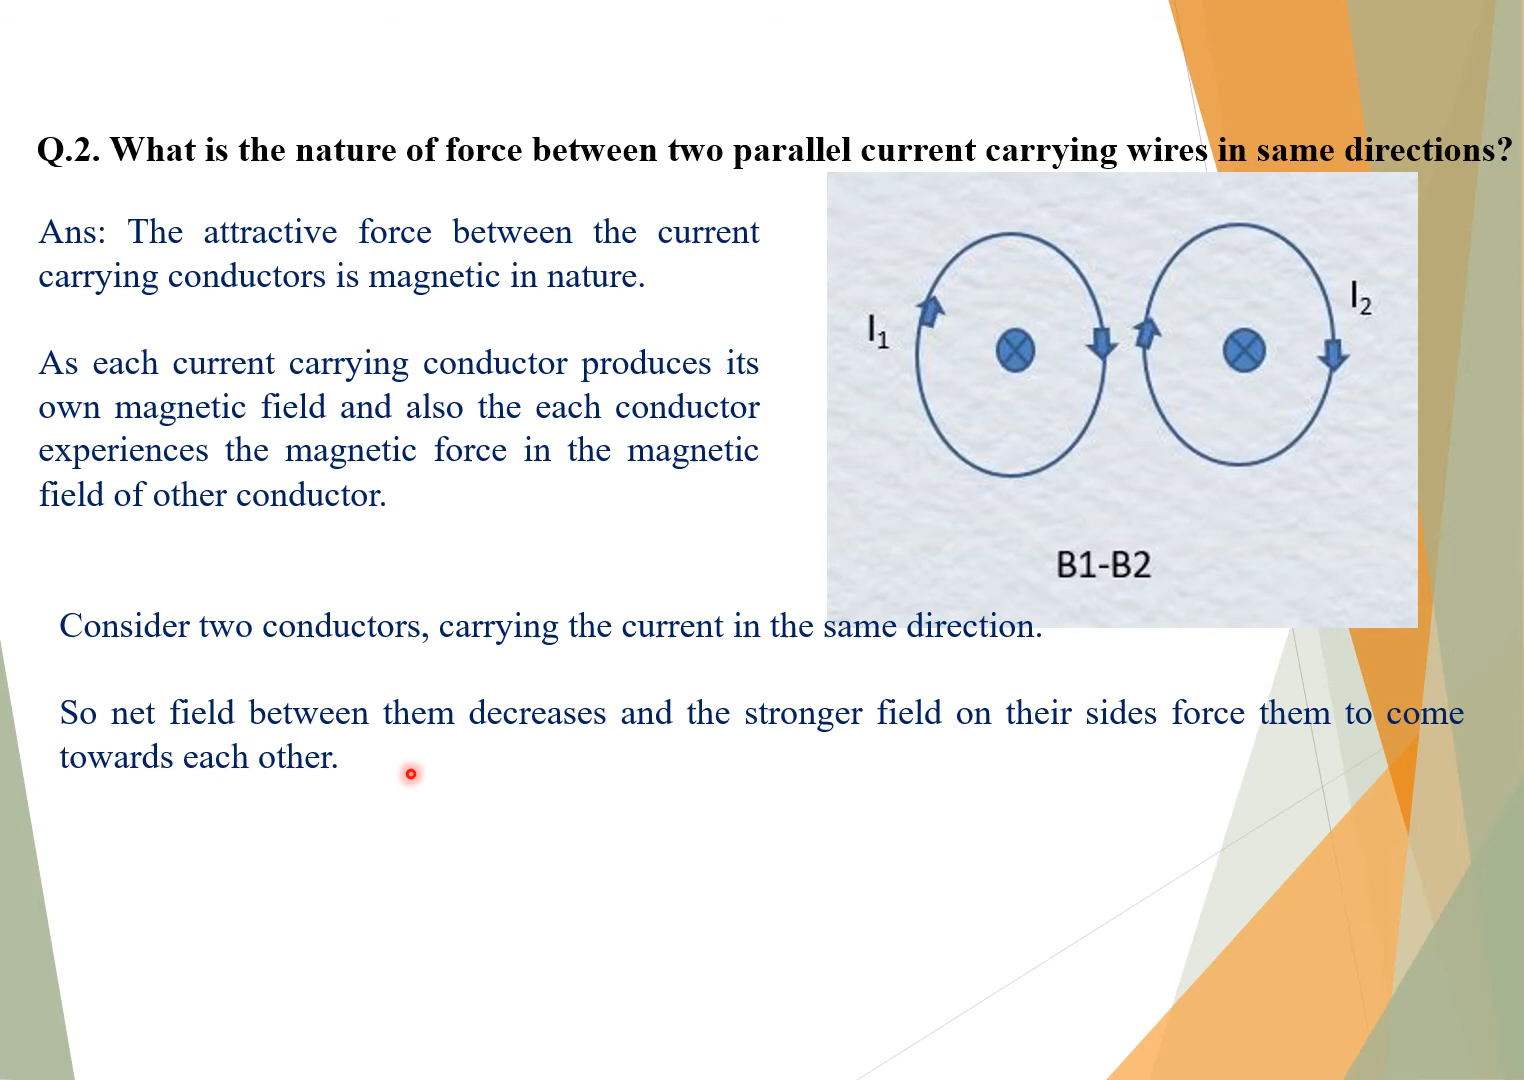 Q.2. What is the nature of force between two parallel current carrying wires in same directions?
Ans: The attractive force between the current
carrying conductors is magnetic in nature.
As each current carrying conductor produces its
own magnetic field and also the each conductor
experiences the magnetic force in the magnetic
field of other conductor.
I₁
I₂
B1-B2
Consider two conductors, carrying the current in the same direction.
So net field between them decreases and the stronger field on their sides force them to come
towards each other.